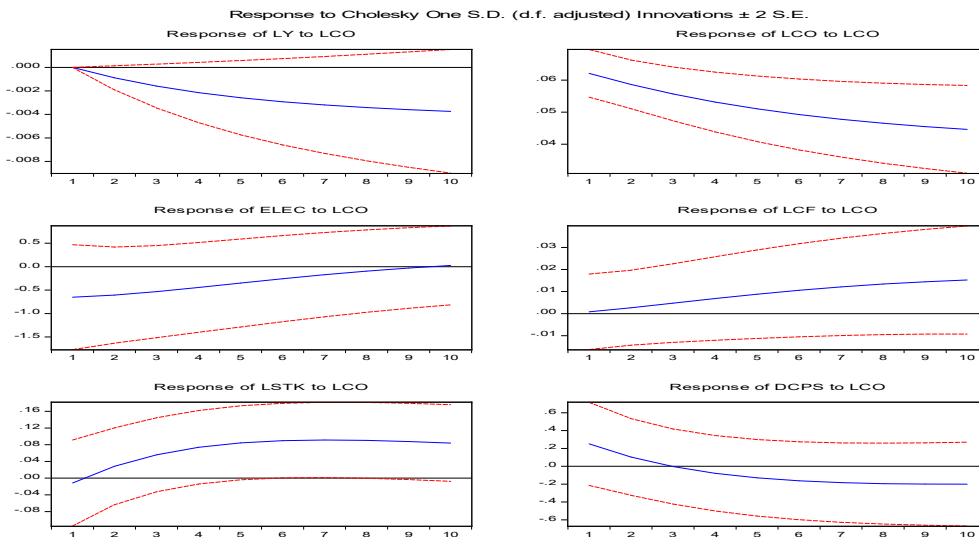 Response to Cholesky One S.D. (d.f. adjusted) Innovations ± 2 S.E.
Response of LY to LCO
.000
-.002
-.004
-.006
-.008
1 2 3 4 5 6 7 8 9 10
Response of LCO to LCO
.06
.05
.04
1 2 3 4 5 6 7 8 9 10
Response of ELEC to LCO
0.5
0.0
-0.5
-1.0
-1.5
1 2 3 4 5 6 7 8 9 10
Response of LCF to LCO
.03
.02
.01
.00
-.01
1 2 3 4 5 6 7 8 9 10
Response of LSTK to LCO
.16
.12
.08
.04
.00
-.04
-.08
1 2 3 4 5 6 7 8 9 10
Response of DCPS to LCO
.6
.4
.2
.0
-.2
-.4
-.6
1 2 3 4 5 6 7 8 9 10